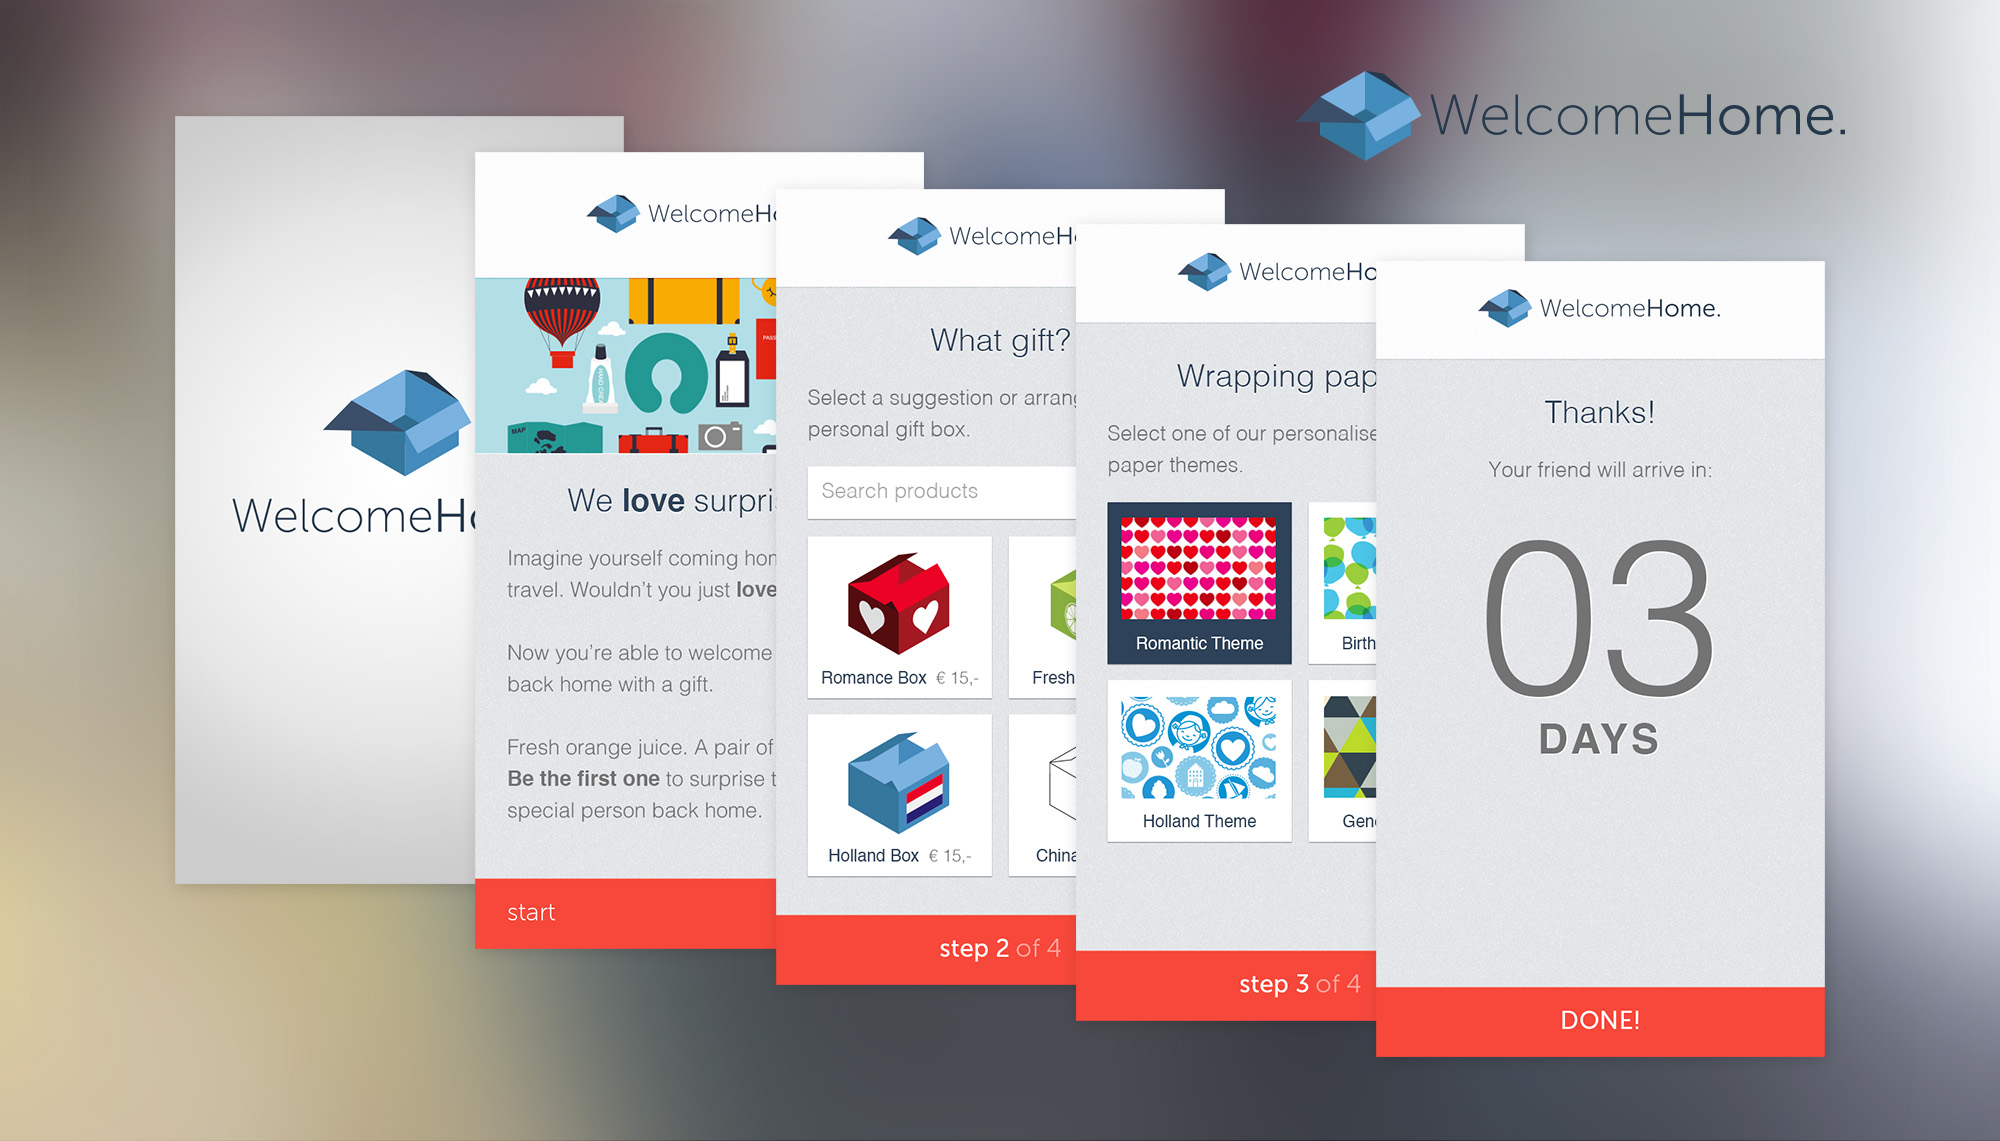 WelcomeHome.
WelcomeH
WelcomeH
We love surpri
Imagine yourself coming
travel. Wouldn't you just love
Now you're able to welcome
back home with a gift.
Fresh orange juice. A pair of
Be the first one to surprise
special person back home.
start
MAP
HAND CREAM
PASS
WelcomeH
What gift?
Select a suggestion or
personal gift box.
Search products
Romance Box € 15,-
Fresh
Holland Box € 15,-
China
step 2 of 4
WelcomeHo
Wrapping pap
Select one of our personalise
paper themes.
Romantic Theme
Birth
Holland Theme
Gen
step 3 of 4
WelcomeHome.
Thanks!
Your friend will arrive in:
03
DAYS
DONE!